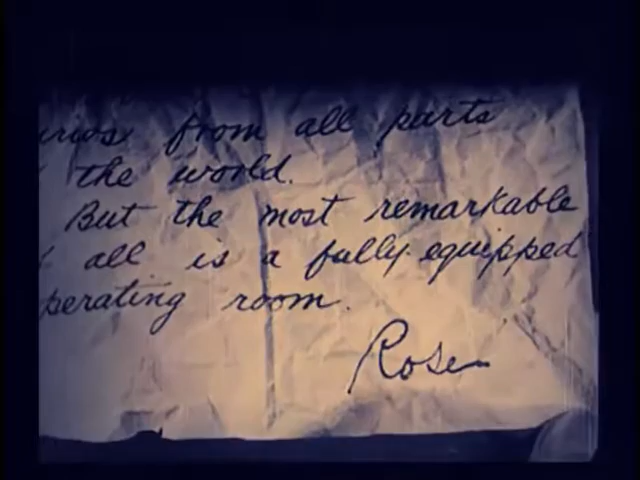 from all parts
the world.
But the most remarkable
all is a fully equipped
perating room.
Rose